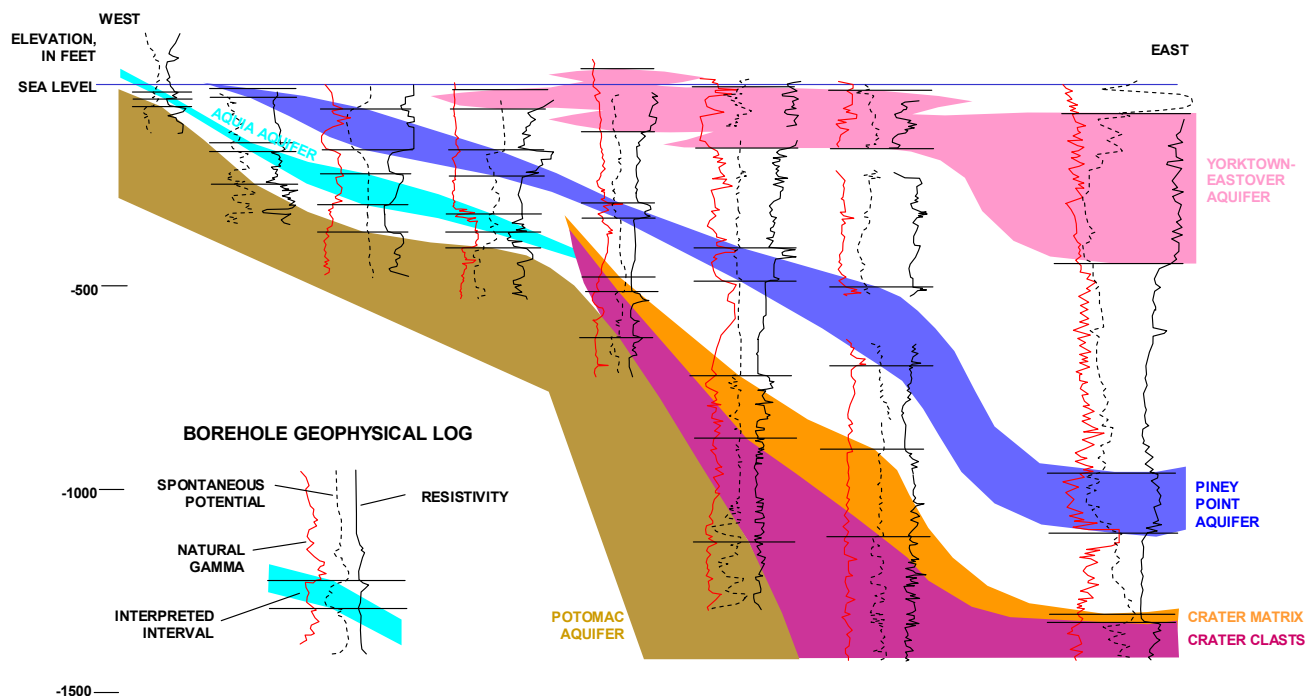 WEST
ELEVATION,
IN FEET
SEA LEVEL
EAST
AQUIA AQUIFER
YORKTOWN-
EASTOVER
AQUIFER
-500
BOREHOLE GEOPHYSICAL LOG
SPONTANEOUS
POTENTIAL
RESISTIVITY
-1000
PINEY
POINT
AQUIFER
NATURAL
GAMMA
INTERPRETED
INTERVAL
POTOMAC
AQUIFER
CRATER MATRIX
CRATER CLASTS
-1500